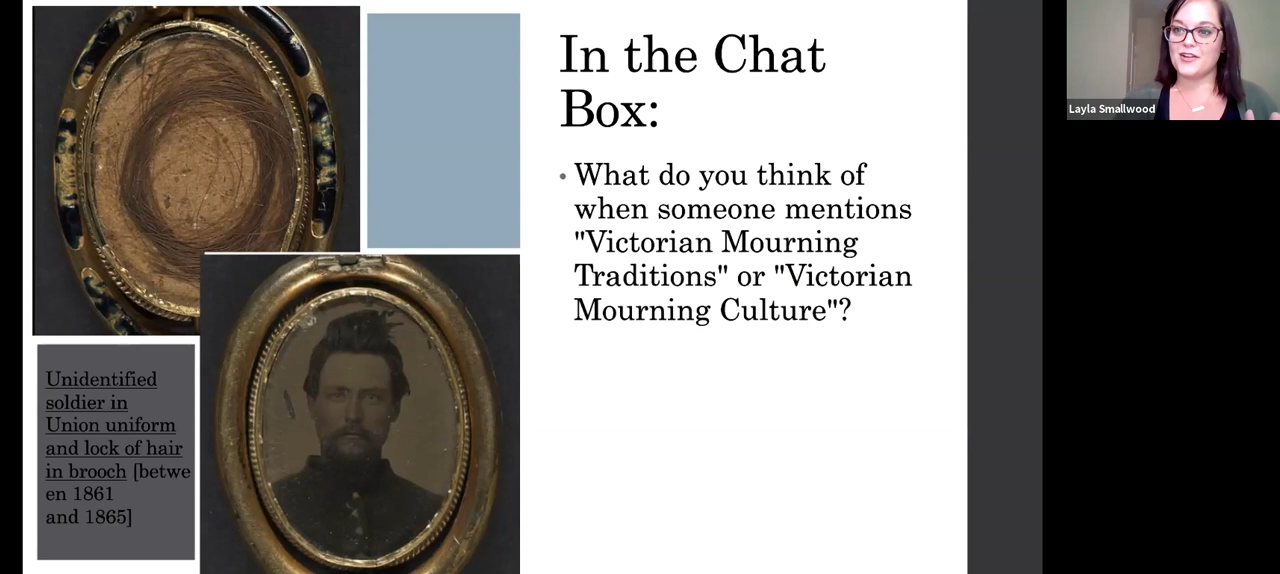 In the Chat
Box:
• What do you think of
when someone mentions
"Victorian Mourning
Traditions" or "Victorian
Mourning Culture"?
Unidentified
soldier in
Union uniform
and lock of hair
in brooch [betwe
en 1861
and 1865]
Layla Smallwood